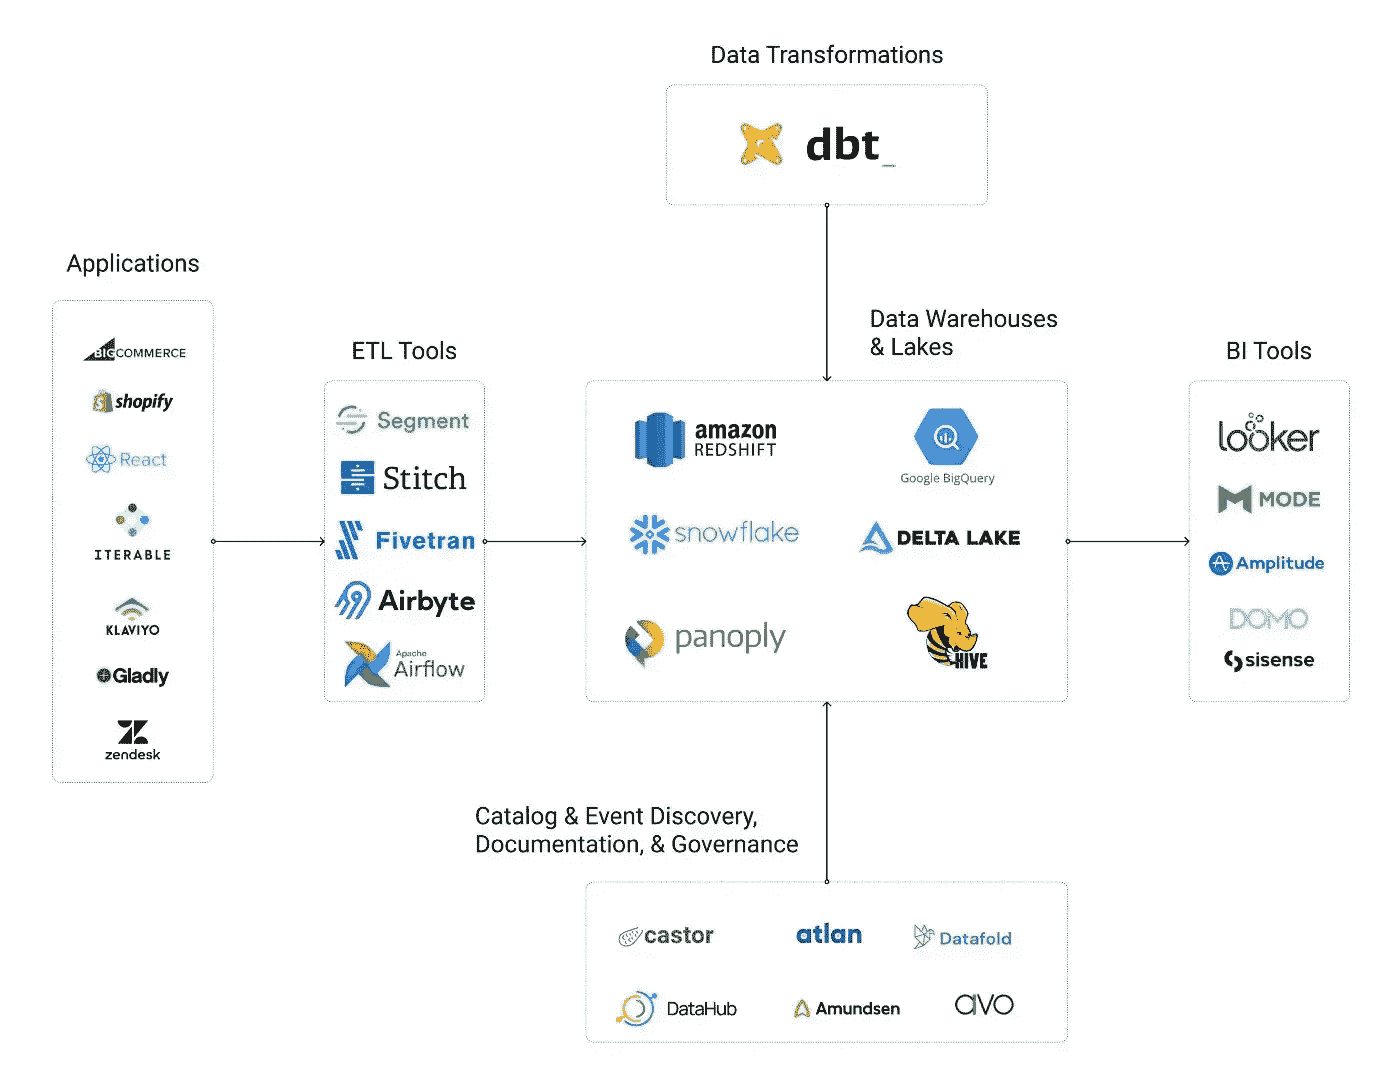 Data Transformations
dbt_
Applications
BIGCOMMERCE
shopify
React
ITERABLE
KLAVIYO
Gladly
zendesk
ETL Tools
Segment
Stitch
Fivetran
Airbyte
Apache
Airflow
Data Warehouses
& Lakes
amazon
REDSHIFT
Google BigQuery
snowflake
DELTA LAKE
panoply
HIVE
BI Tools
looker
MODE
Amplitude
DOMO
sisense
Catalog & Event Discovery,
Documentation, & Governance
castor
atlan
Datafold
DataHub
Amundsen
avo